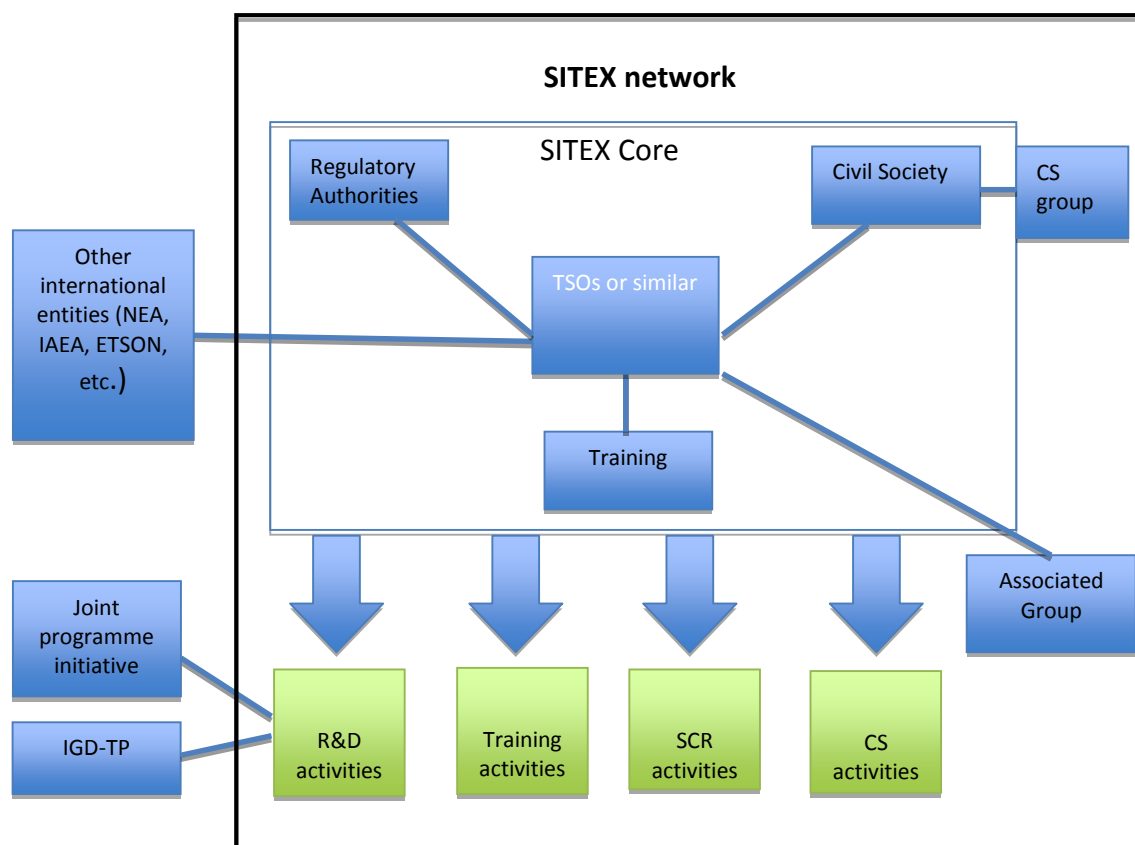 SITEX network
SITEX Core
Regulatory
Authorities
Civil Society
CS
group
Other
international
entities (NEA,
IAEA, ETSON,
etc.)
TSOs or similar
Training
Associated
Group
Joint
programme
initiative
IGD-TP
R&D
activities
Training
activities
SCR
activities
CS
activities